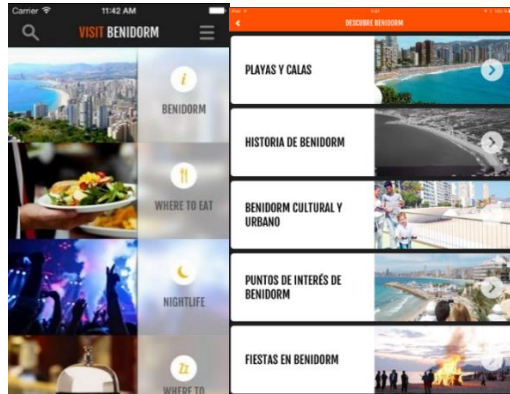 Carrier 11:42 AM
VISIT BENIDORM
i
BENIDORM
WHERE TO EAT
NIGHTLIFE
Zz
WHERE TO
DESCUBRE BENIDORM
PLAYAS Y CALAS
HISTORIA DE BENIDORM
BENIDORM CULTURAL Y
URBANO
PUNTOS DE INTERÉS DE
BENIDORM
FIESTAS EN BENIDORM